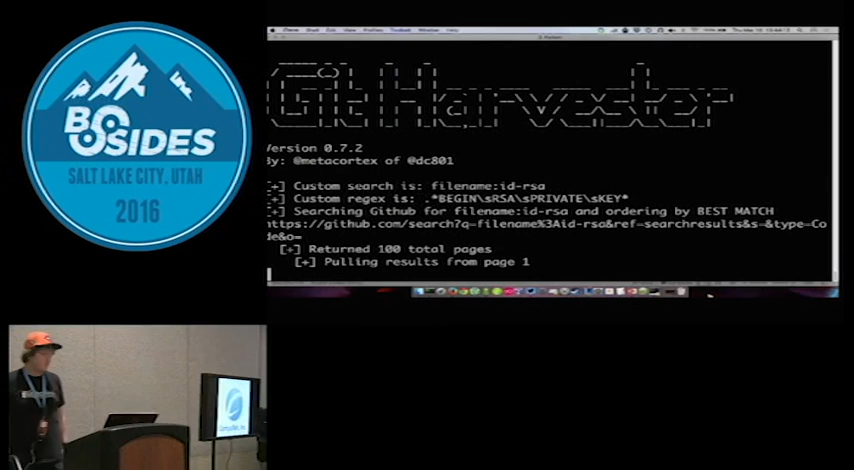 BSIDES
SALT LAKE CITY, UTAH
2016
Git Harvester
Version 0.7.2
By: @metacortex of @dc801
[+] Custom search is: filename:id-rsa
[+] Custom regex is: .*BEGIN\sRSA\sPRIVATE\sKEY*
[+] Searching Github for filename:id-rsa and ordering by BEST MATCH
https://github.com/search?q=filename%3Aid-rsa&ref=searchresults&s=&type=Co
de&o=
[+] Returned 100 total pages
[+] Pulling results from page 1